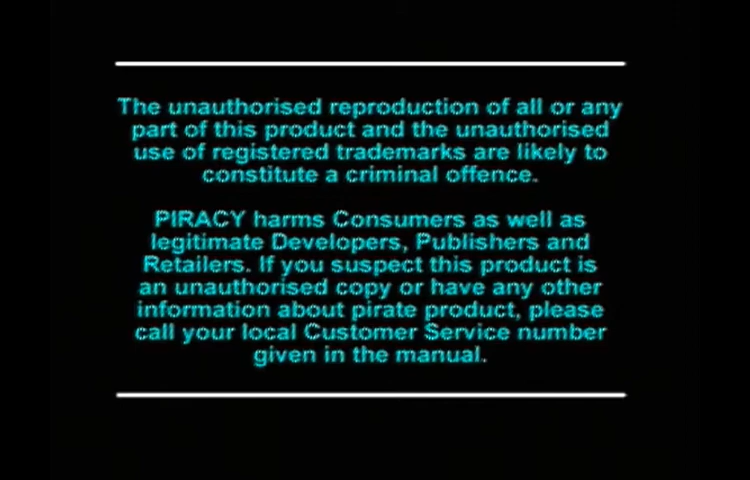 The unauthorised reproduction of all or any
part of this product and the unauthorised
use of registered trademarks are likely to
constitute a criminal offence.
PIRACY harms Consumers as well as
legitimate Developers, Publishers and
Retailers. If you suspect this product is
an unauthorised copy or have any other
information about pirate product, please
call your local Customer Service number
given in the manual.